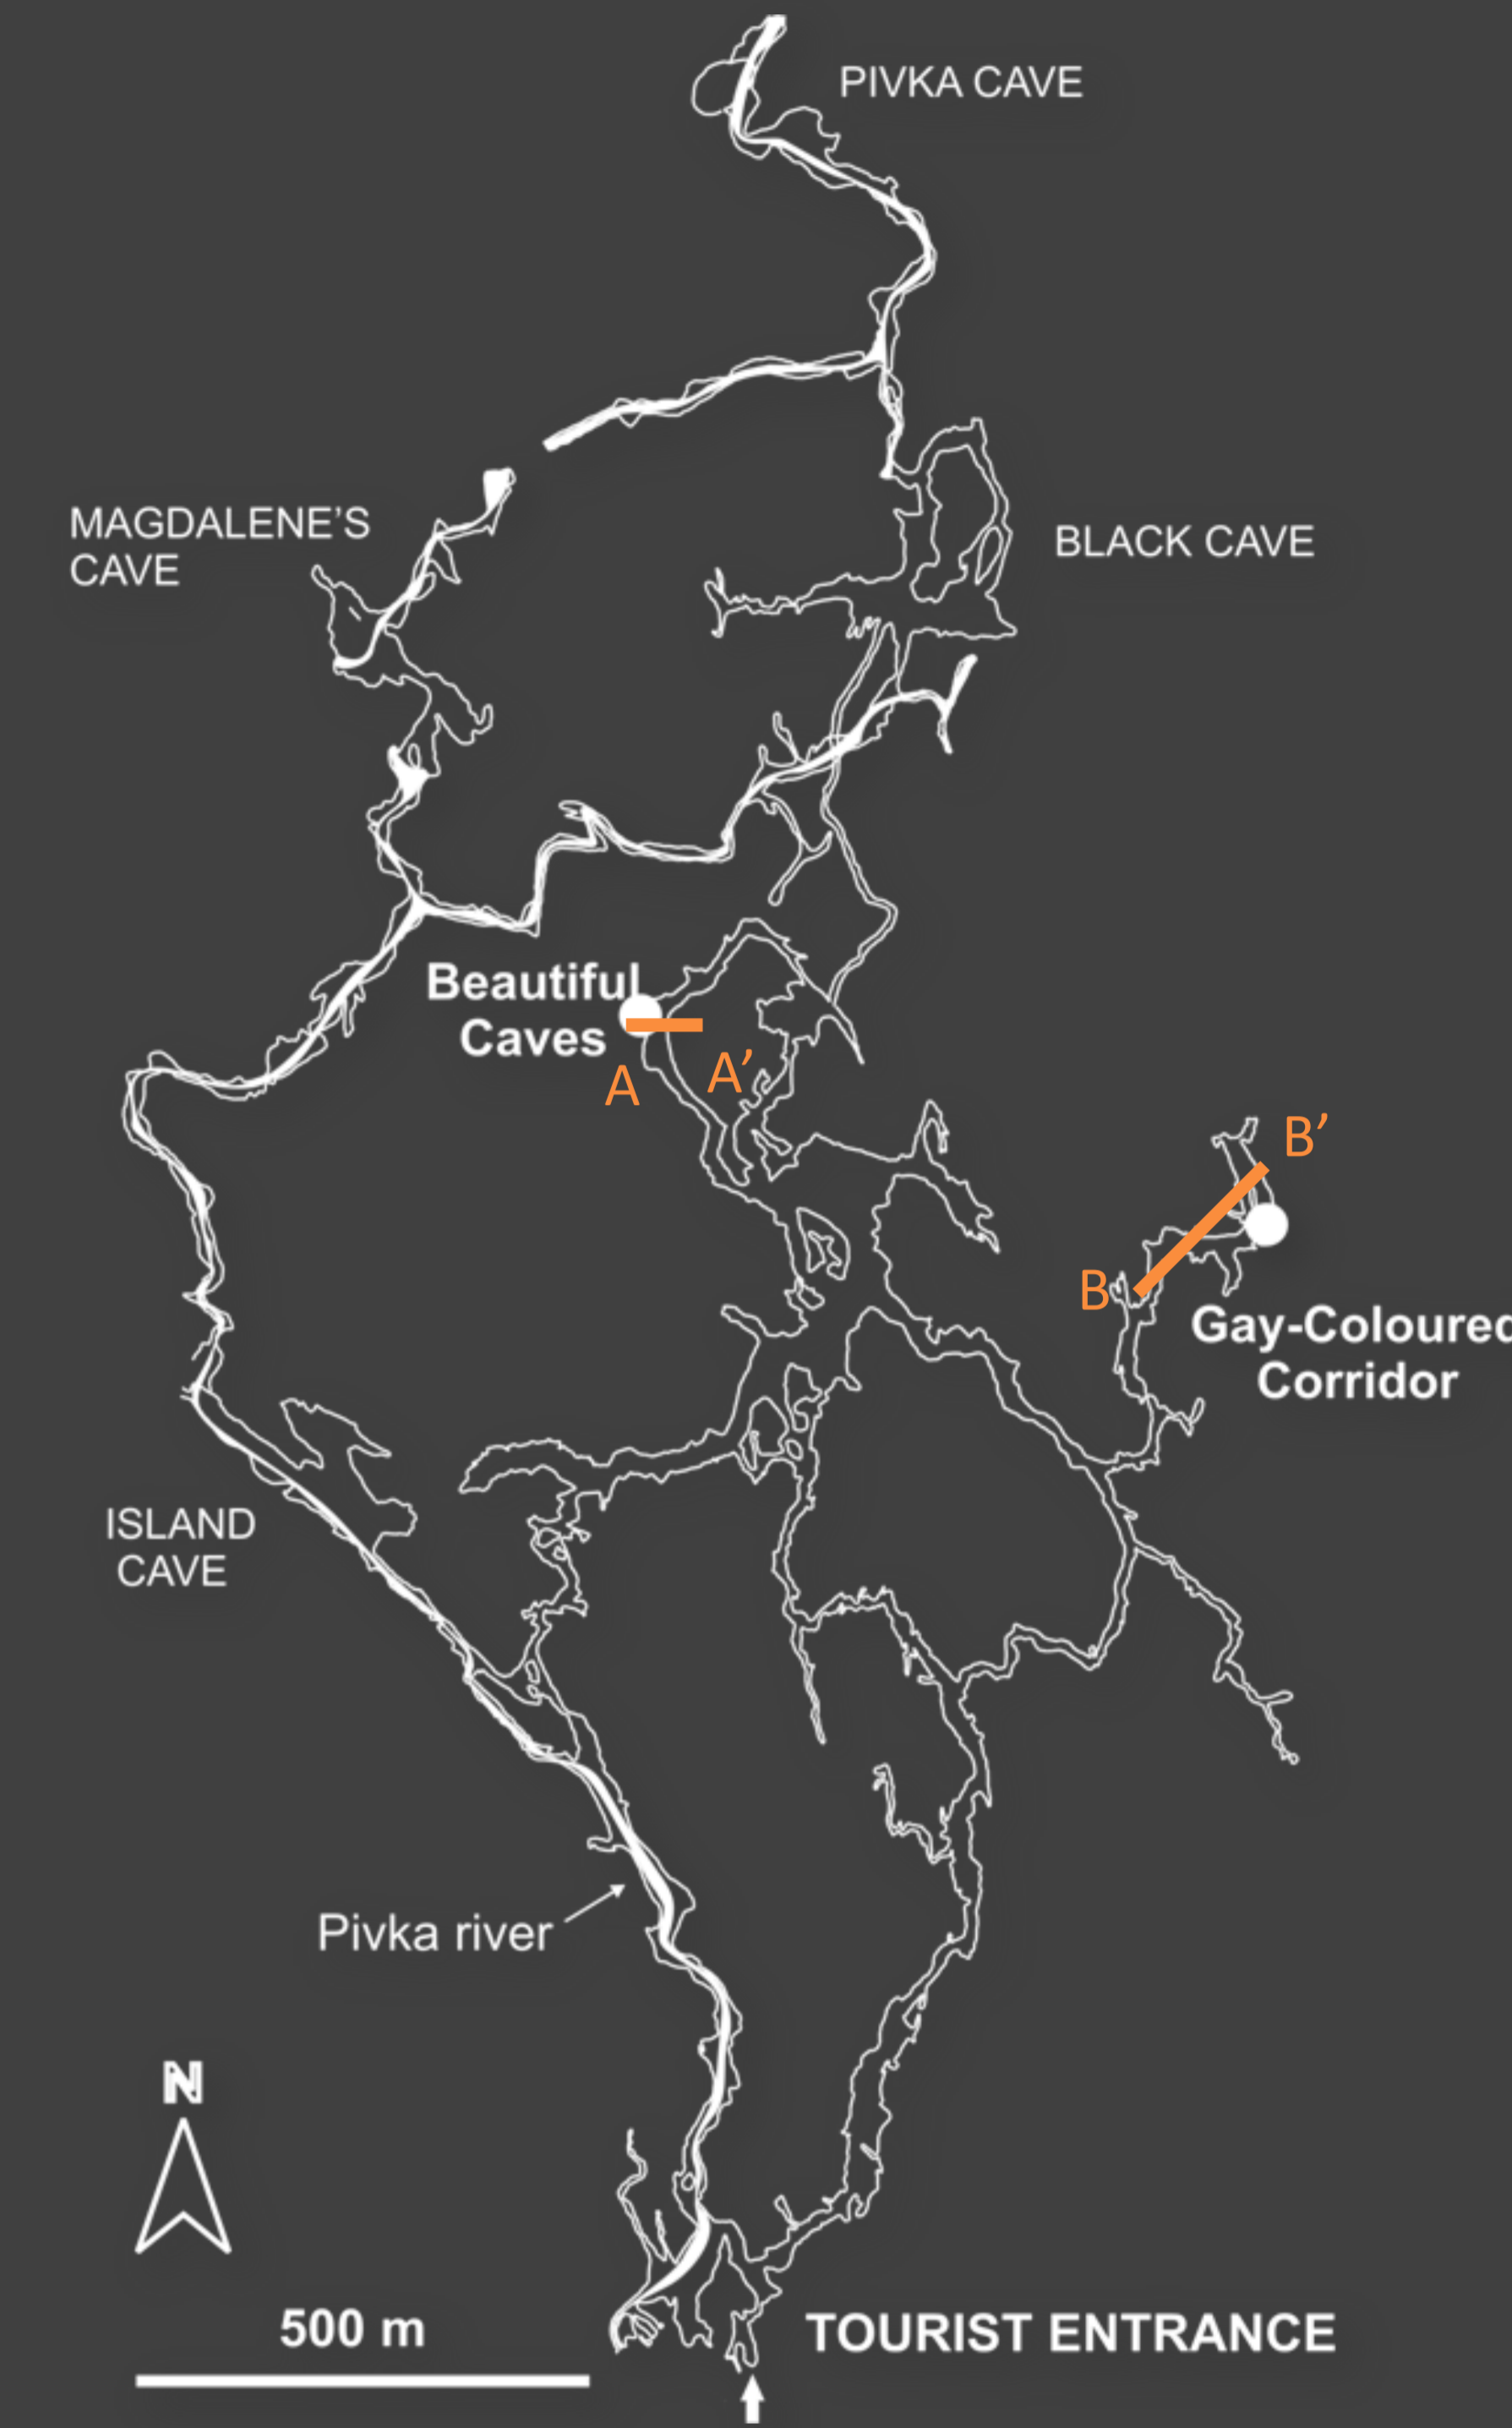 PIVKA CAVE
MAGDALENE’S
CAVE
BLACK CAVE
Beautiful
Caves
A
A’
B’
B
Gay-Coloured
Corridor
ISLAND
CAVE
Pivka river
N
500 m
TOURIST ENTRANCE